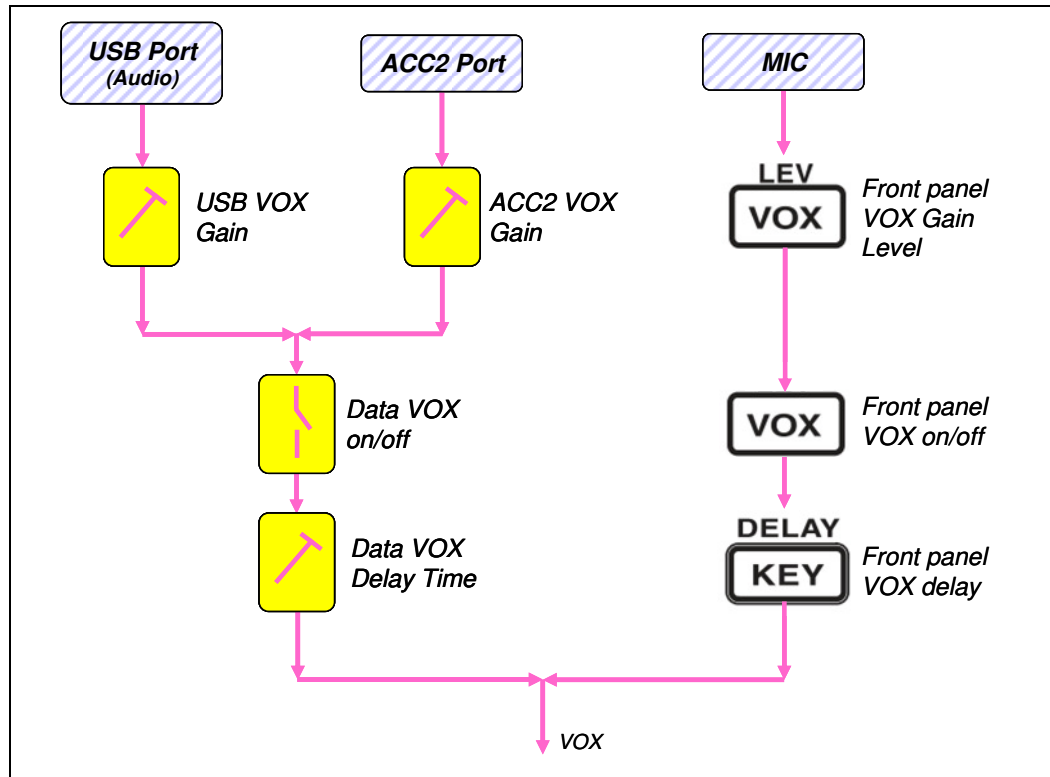 USB Port
(Audio)
ACC2 Port
MIC
USB VOX
Gain
ACC2 VOX
Gain
LEV
VOX
Front panel
VOX Gain
Level
Data VOX
on/off
VOX
Front panel
VOX on/off
Data VOX
Delay Time
DELAY
KEY
Front panel
VOX delay
VOX